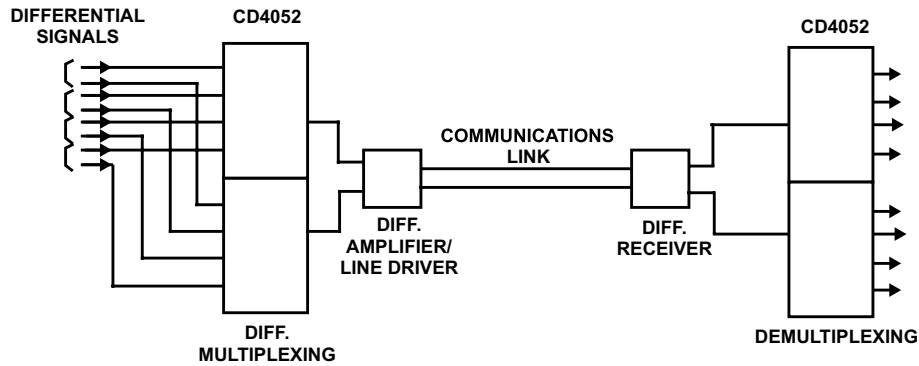 DIFFERENTIAL
SIGNALS
CD4052
CD4052
COMMUNICATIONS
LINK
DIFF.
AMPLIFIER/
LINE DRIVER
DIFF.
RECEIVER
DIFF.
MULTIPLEXING
DEMULTIPLEXING